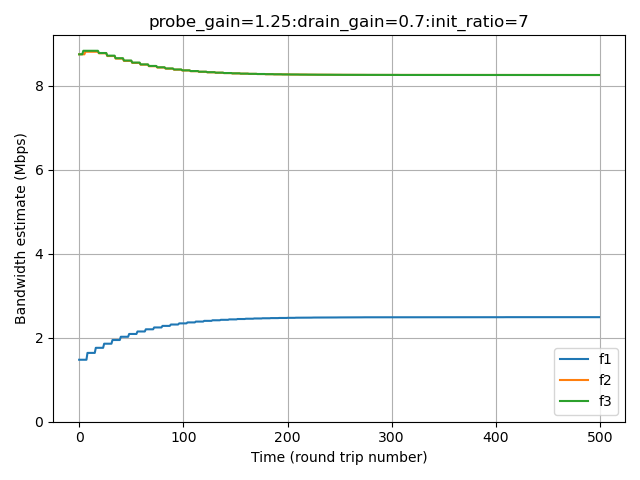 probe_gain=1.25:drain_gain=0.7:init_ratio=7
Bandwidth estimate (Mbps)
8
6
4
2
0
0 100 200 300 400 500
Time (round trip number)
f1
f2
f3